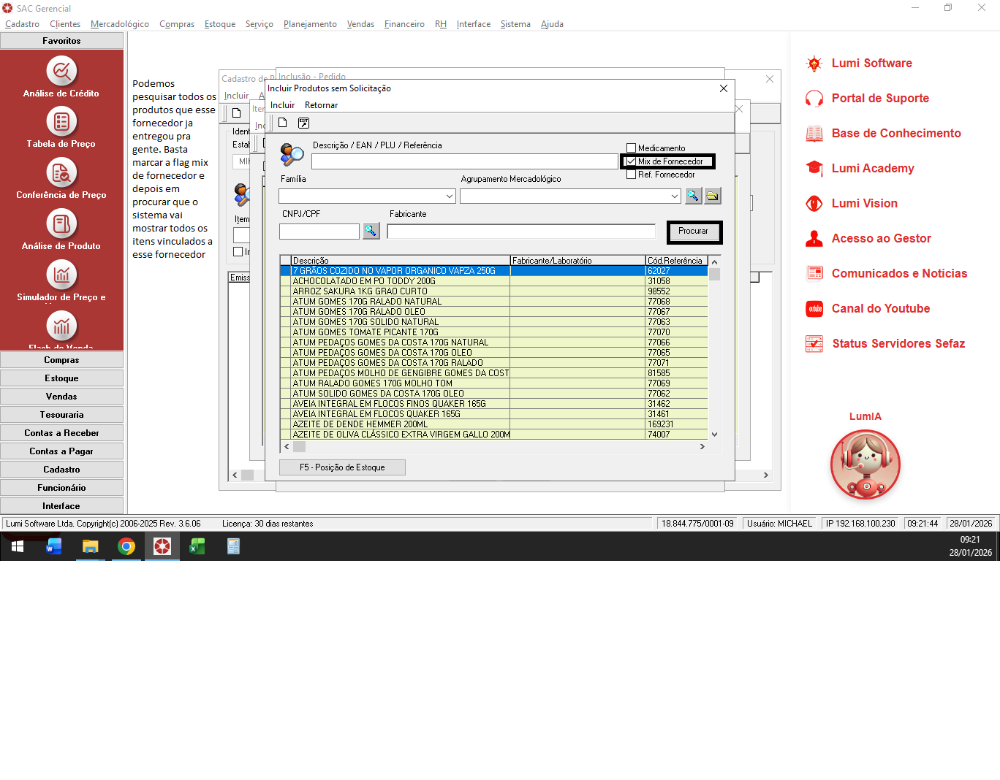 SAC Gerencial
Cadastro Clientes Mercadológico Compras Estoque Serviço Planejamento Vendas Financeiro RH Interface Sistema Ajuda
Favoritos
Análise de Crédito
Tabela de Preço
Conferência de Preço
Análise de Produto
Simulador de Preço e
Flash de Venda
Compras
Estoque
Vendas
Tesouraria
Contas a Receber
Contas a Pagar
Cadastro
Funcionário
Interface
Podemos
pesquisar todos os
produtos que esse
fornecedor ja
entregou pra
gente. Basta
marcar a flag mix
de fornecedor e
depois em
procurar que o
sistema vai
mostrar todos os
itens vinculados a
esse fornecedor
Cadastro de P
Inclusão - Pedido
Incluir A
Iter
Inc
Ident
Estab
MIN
Item
Ir
Emiss
Incluir Produtos sem Solicitação
Incluir Retornar
EXIT
Descrição / EAN / PLU / Referência
Medicamento
Mix de Fornecedor
Ref. Fornecedor
Família
Agrupamento Mercadológico
CNPJ/CPF
Fabricante
Procurar
Descrição Fabricante/Laboratório Cód.Referência
7 GRÃOS COZIDO NO VAPOR ORGANICO VAPZA 250G 62027
ACHOCOLATADO EM PO TODDY 200G 31058
ARROZ SAKURA 1KG GRAO CURTO 98552
ATUM GOMES 170G RALADO NATURAL 77068
ATUM GOMES 170G RALADO OLEO 77067
ATUM GOMES 170G SOLIDO NATURAL 77063
ATUM GOMES TOMATE PICANTE 170G 77070
ATUM PEDAÇOS GOMES DA COSTA 170G NATURAL 77066
ATUM PEDAÇOS GOMES DA COSTA 170G OLEO 77065
ATUM PEDAÇOS GOMES DA COSTA 170G RALADO 77071
ATUM PEDAÇOS MOLHO DE GENGIBRE GOMES DA COST 81585
ATUM RALADO GOMES 170G MOLHO TOM 77069
ATUM SOLIDO GOMES DA COSTA 170G OLEO 77062
AVEIA INTEGRAL EM FLOCOS FINOS QUAKER 165G 31462
AVEIA INTEGRAL EM FLOCOS QUAKER 165G 31461
AZEITE DE DENDE HEMMER 200ML 169231
AZEITE DE OLIVA CLÁSSICO EXTRA VIRGEM GALLO 200M 74007
F5 - Posição de Estoque
Lumi Software
Portal de Suporte
Base de Conhecimento
Lumi Academy
Lumi Vision
Acesso ao Gestor
Comunicados e Notícias
Canal do Youtube
Status Servidores Sefaz
LumIA
Lumi Software Ltda. Copyright(c) 2006-2025 Rev. 3.6.06 Licença: 30 dias restantes 18.844.775/0001-09 Usuário: MICHAEL IP 192.168.100.230 09:21:44 28/01/2026
09:21
28/01/2026